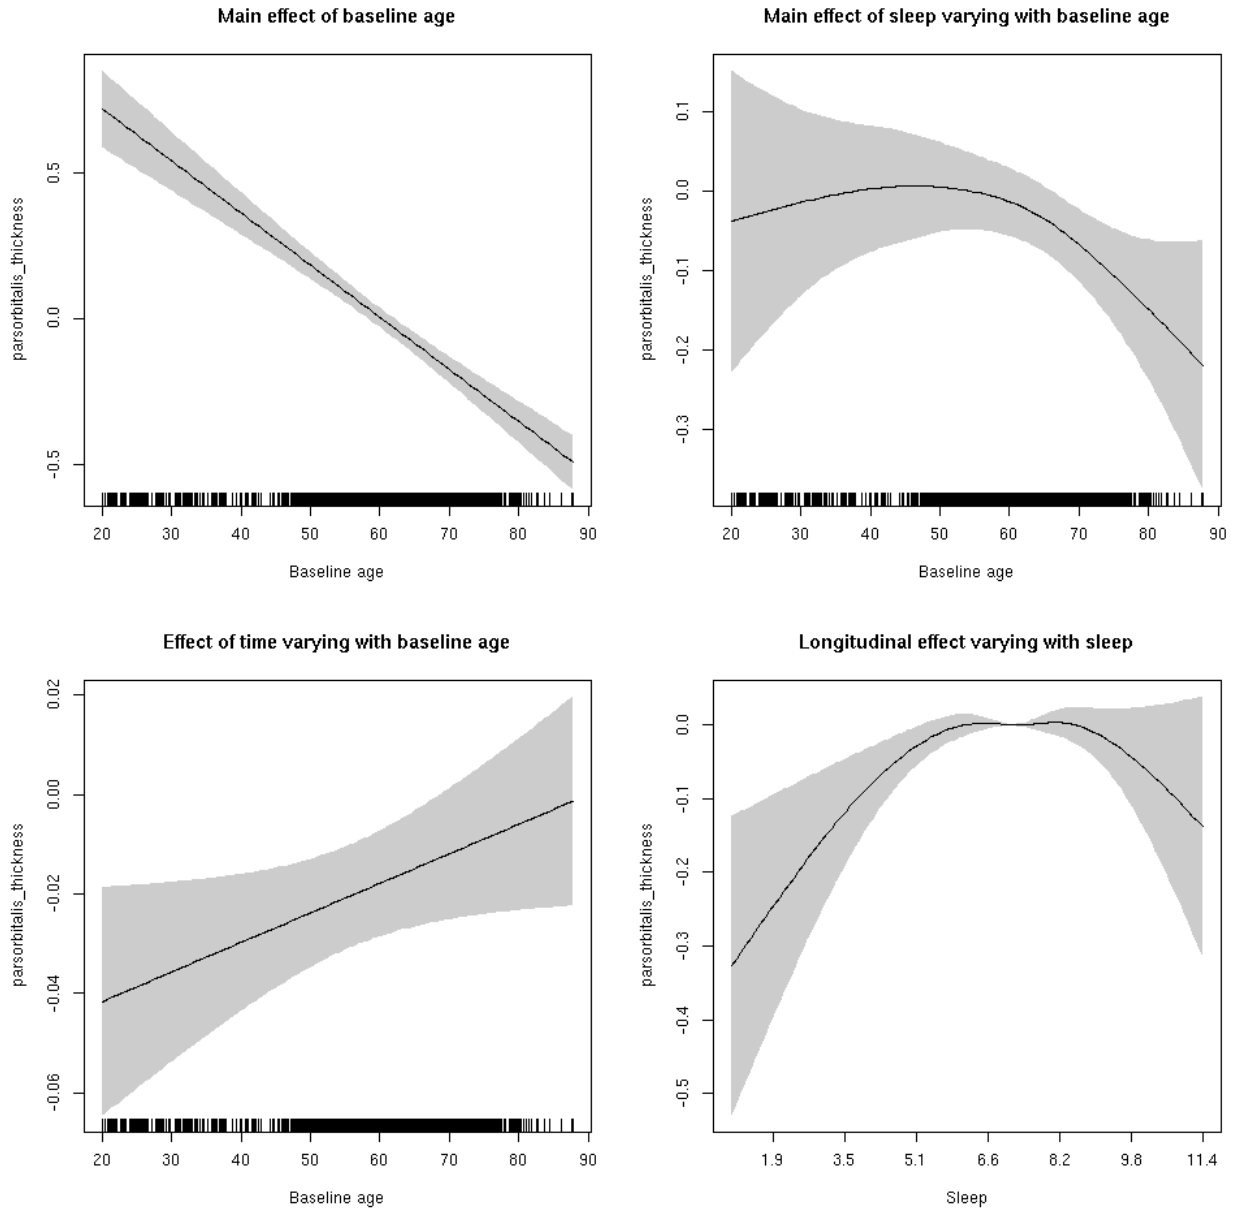 Main effect of baseline age
parsorbitalis_thickness
0.5
0.0
-0.5
20 30 40 50 60 70 80 90
Baseline age
Main effect of sleep varying with baseline age
parsorbitalis_thickness
0.1
0.0
-0.1
-0.2
-0.3
20 30 40 50 60 70 80 90
Baseline age
Effect of time varying with baseline age
parsorbitalis_thickness
0.02
0.00
-0.02
-0.04
-0.06
20 30 40 50 60 70 80 90
Baseline age
Longitudinal effect varying with sleep
parsorbitalis_thickness
0.0
-0.1
-0.2
-0.3
-0.4
-0.5
1.9 3.5 5.1 6.6 8.2 9.8 11.4
Sleep